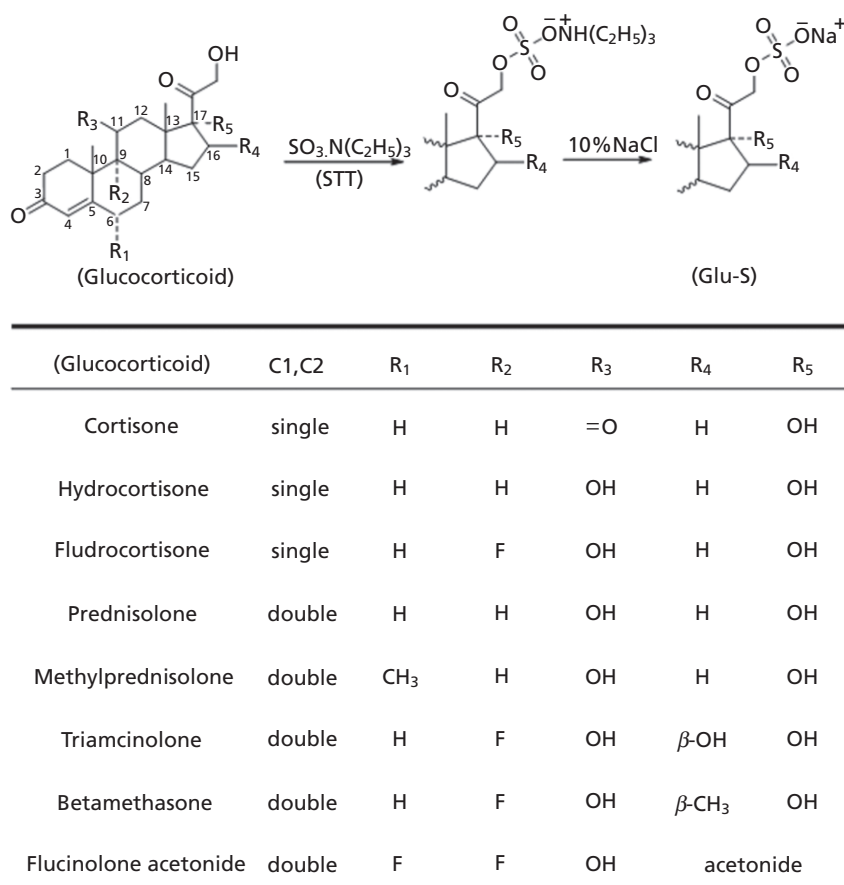 OH
O
12
17
R₃
11
13
R₅
1
16
R₄
2
10
9
14
15
8
3
R₂
7
O
4
5
6
R₁
(Glucocorticoid)
SO₃.N(C₂H₅)₃
(STT)
O
S
O⁻⁺NH(C₂H₅)₃
O
O
O
R₅
R₄
10%NaCl
O
S
O⁻Na⁺
O
O
O
R₅
R₄
(Glu-S)
(Glucocorticoid) C1,C2 R₁ R₂ R₃ R₄ R₅
Cortisone single H H =O H OH
Hydrocortisone single H H OH H OH
Fludrocortisone single H F OH H OH
Prednisolone double H H OH H OH
Methylprednisolone double CH₃ H OH H OH
Triamcinolone double H F OH β-OH OH
Betamethasone double H F OH β-CH₃ OH
Flucinolone acetonide double F F OH acetonide